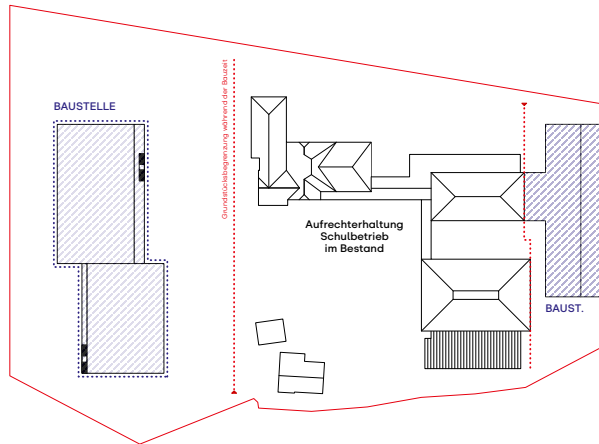 BAUSTELLE
Grundstücksbegrenzung während der Bauzeit
Aufrechterhaltung
Schulbetrieb
im Bestand
BAUST.